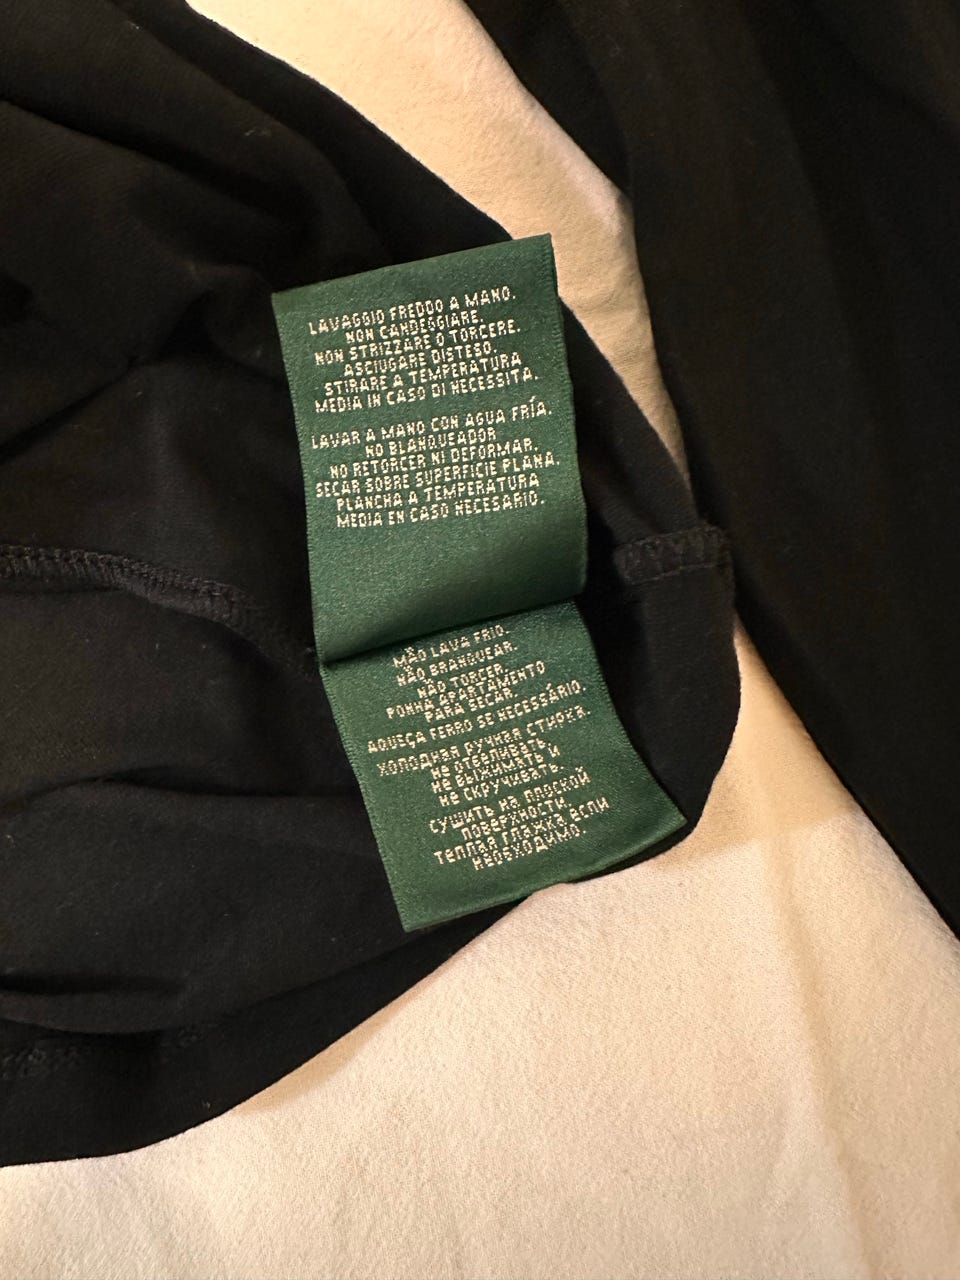 LAVAGGIO FREDDO A MANO.
NON CANDEGGIARE.
NON STRIZZARE O TORCERE.
ASCIUGARE DISTESO.
STIRARE A TEMPERATURA
MEDIA IN CASO DI NECESSITA.
LAVAR A MANO CON AGUA FRÍA.
NO BLANQUEADOR
NO RETORCER NI DEFORMAR.
SECAR SOBRE SUPERFICIE PLANA.
PLANCHA A TEMPERATURA
MEDIA EN CASO NECESARIO.
MÃO LAVA FRIO.
NÃO BRANQUEAR.
NÃO TORCER.
PONHA APARTAMENTO
PARA SECAR.
AQUEÇA FERRO SE NECESSÁRIO.
ХОЛОДНАЯ РУЧНАЯ СТИРКА.
НЕ ОТБЕЛИВАТЬ.
НЕ ВЫЖИМАТЬ И
НЕ СКРУЧИВАТЬ.
СУШИТЬ НА ПЛОСКОЙ
ПОВЕРХНОСТИ.
ТЕПЛАЯ ГЛАЖКА,ЕСЛИ
НЕОБХОДИМО.